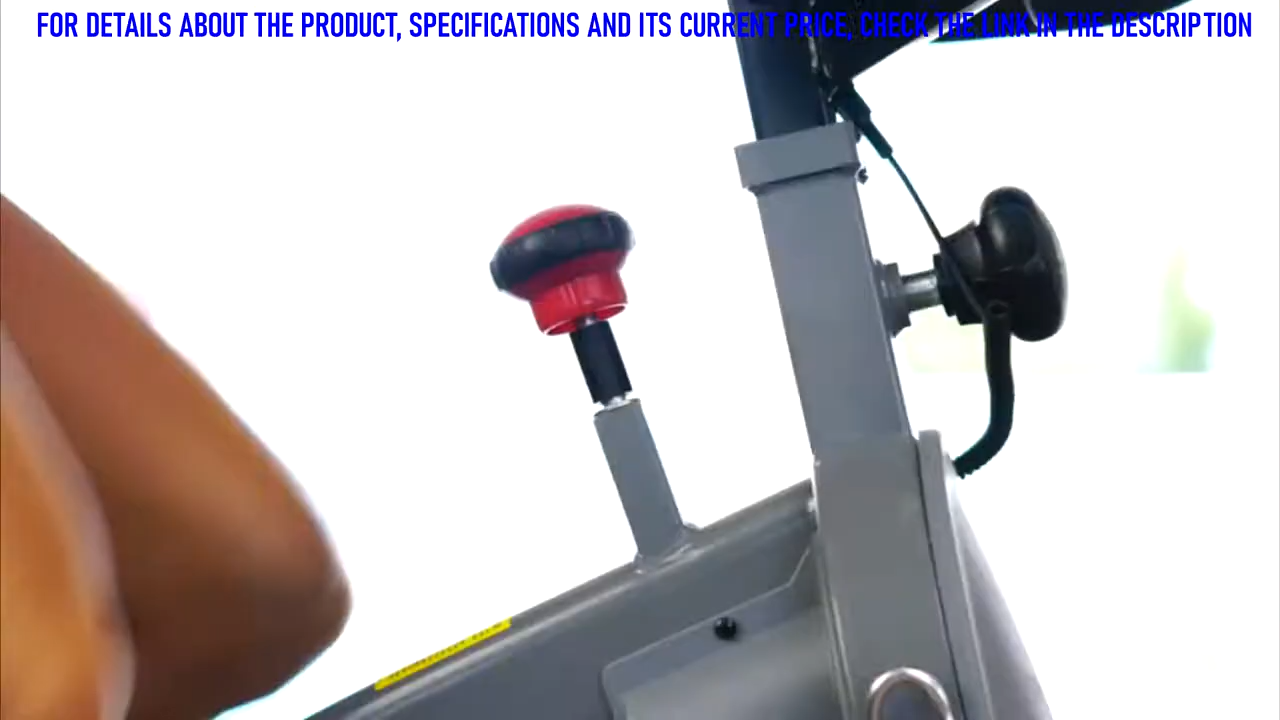 FOR DETAILS ABOUT THE PRODUCT, SPECIFICATIONS AND ITS CURRENT PRICE, CHECK THE LINK IN THE DESCRIPTION